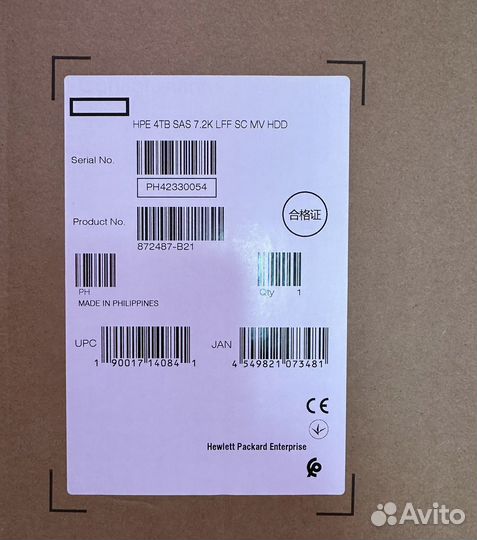 HPE 4TB SAS 7.2K LFF SC MV HDD
Serial No.
PH42330054
合格证
Product No.
872487-B21
PH
Qty 1
MADE IN PHILIPPINES
UPC
1 90017 14084 1
JAN
4 549821 073481
CE
Hewlett Packard Enterprise
Avito